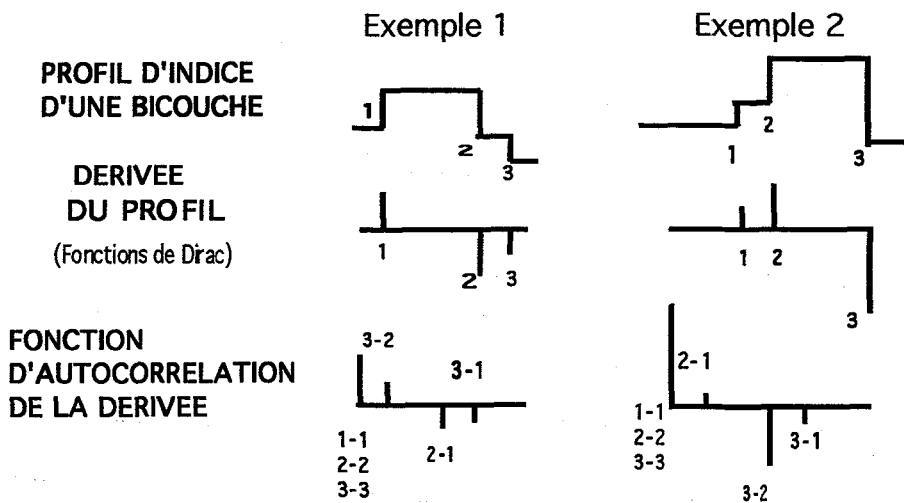 Exemple 1
Exemple 2
PROFIL D'INDICE
D'UNE BICOUCHE
1
2
3
1
2
3
DERIVEE
DU PROFIL
(Fonctions de Dirac)
1
2
3
1
2
3
FONCTION
D'AUTOCORRELATION
DE LA DERIVEE
3-2
3-1
1-1
2-2
3-3
2-1
2-1
1-1
2-2
3-3
3-1
3-2